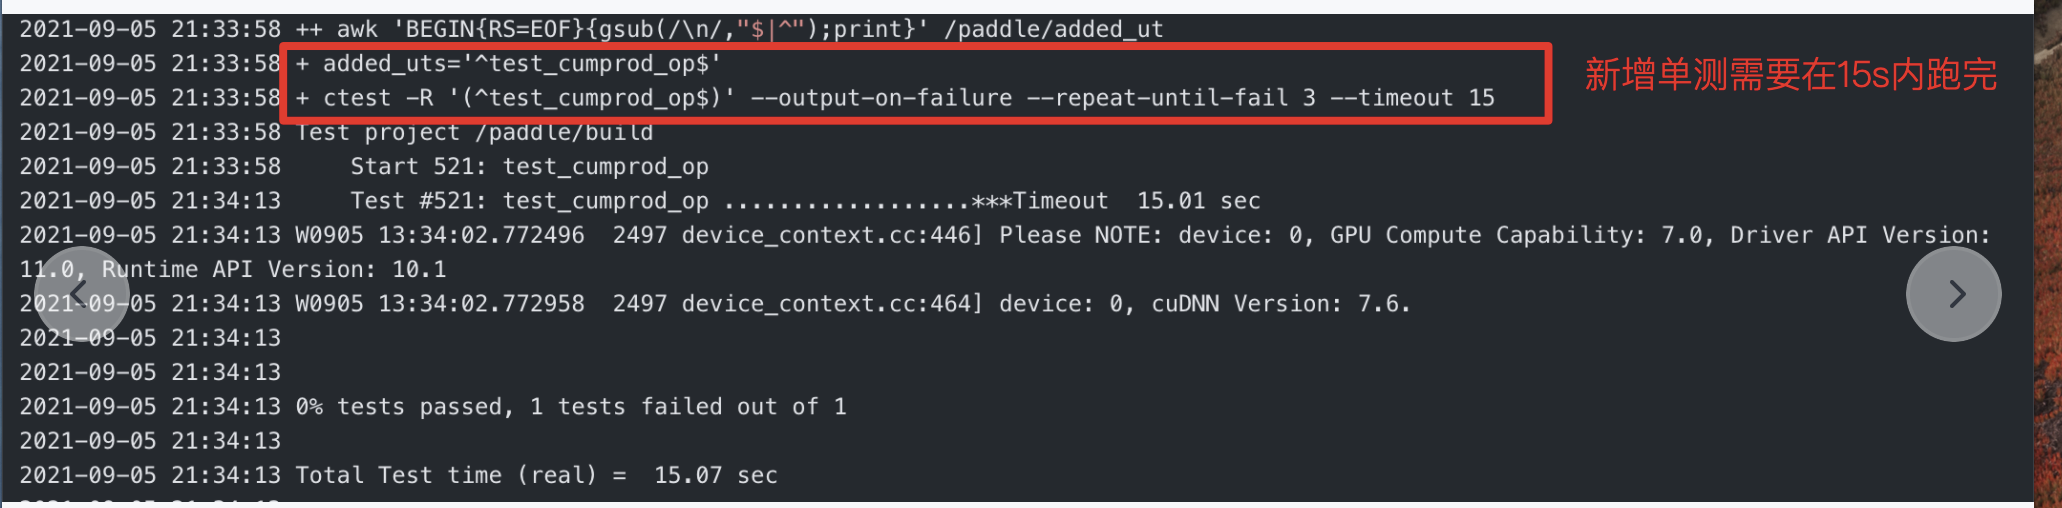 2021-09-05 21:33:58 ++ awk 'BEGIN{RS=EOF}{gsub(/\n/,"$|^");print}' /paddle/added_ut
2021-09-05 21:33:58 + added_uts='^test_cumprod_op$'
新增单测需要在15s内跑完
2021-09-05 21:33:58 + ctest -R '(^test_cumprod_op$)' --output-on-failure --repeat-until-fail 3 --timeout 15
2021-09-05 21:33:58 Test project /paddle/build
2021-09-05 21:33:58     Start 521: test_cumprod_op
2021-09-05 21:34:13     Test #521: test_cumprod_op ..................***Timeout  15.01 sec
2021-09-05 21:34:13 W0905 13:34:02.772496  2497 device_context.cc:446] Please NOTE: device: 0, GPU Compute Capability: 7.0, Driver API Version:
11.0, Runtime API Version: 10.1
2021-09-05 21:34:13 W0905 13:34:02.772958  2497 device_context.cc:464] device: 0, cuDNN Version: 7.6.
2021-09-05 21:34:13
2021-09-05 21:34:13
2021-09-05 21:34:13 0% tests passed, 1 tests failed out of 1
2021-09-05 21:34:13
2021-09-05 21:34:13 Total Test time (real) =  15.07 sec